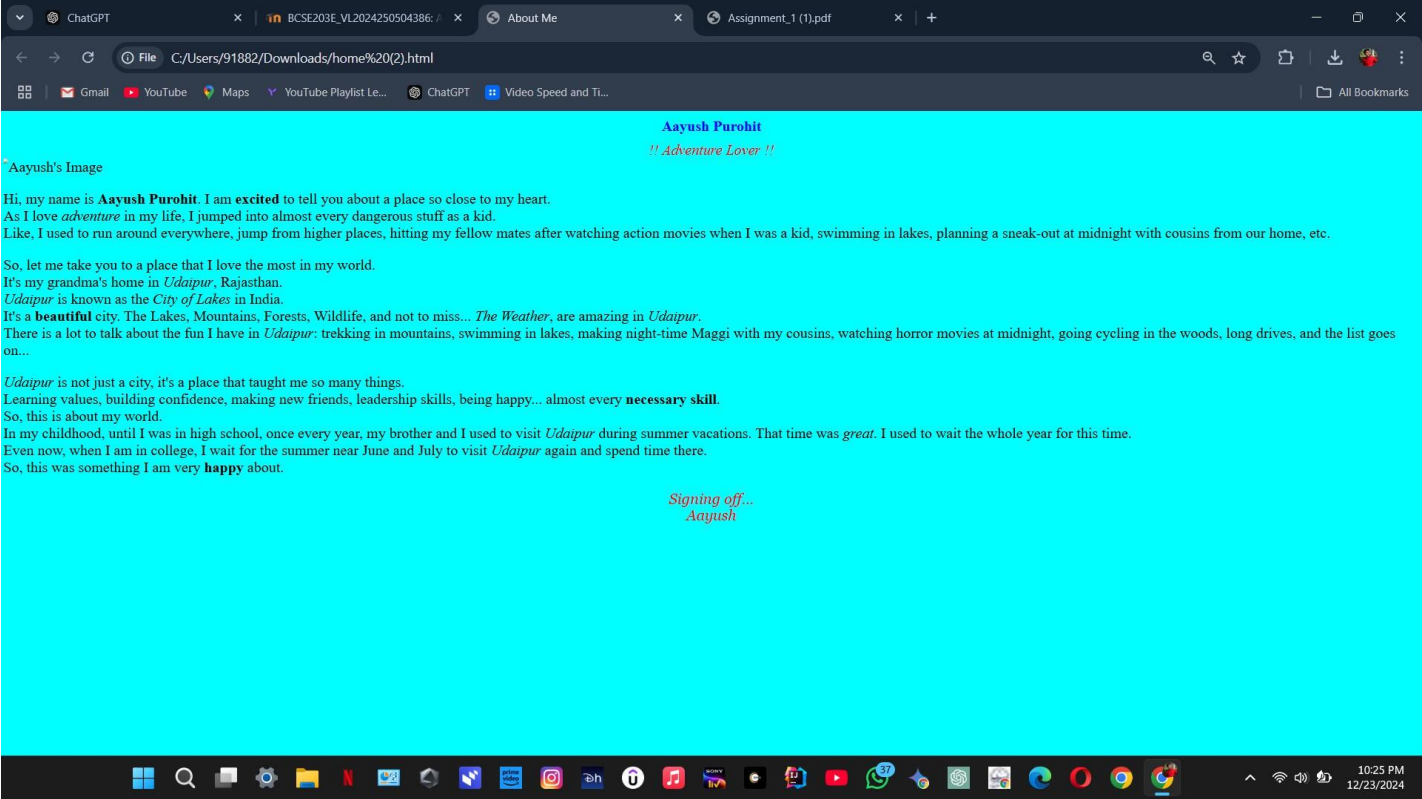 ChatGPT
BCSE203E_VL2024250504386: A
About Me
Assignment_1 (1).pdf
File
C:/Users/91882/Downloads/home%20(2).html
Gmail
YouTube
Maps
YouTube Playlist Le...
ChatGPT
Video Speed and Ti...
All Bookmarks
Aayush Purohit
!! Adventure Lover !!
Aayush's Image
Hi, my name is Aayush Purohit. I am excited to tell you about a place so close to my heart.
As I love adventure in my life, I jumped into almost every dangerous stuff as a kid.
Like, I used to run around everywhere, jump from higher places, hitting my fellow mates after watching action movies when I was a kid, swimming in lakes, planning a sneak-out at midnight with cousins from our home, etc.
So, let me take you to a place that I love the most in my world.
It's my grandma's home in Udaipur, Rajasthan.
Udaipur is known as the City of Lakes in India.
It's a beautiful city. The Lakes, Mountains, Forests, Wildlife, and not to miss... The Weather, are amazing in Udaipur.
There is a lot to talk about the fun I have in Udaipur: trekking in mountains, swimming in lakes, making night-time Maggi with my cousins, watching horror movies at midnight, going cycling in the woods, long drives, and the list goes
on...
Udaipur is not just a city, it's a place that taught me so many things.
Learning values, building confidence, making new friends, leadership skills, being happy... almost every necessary skill.
So, this is about my world.
In my childhood, until I was in high school, once every year, my brother and I used to visit Udaipur during summer vacations. That time was great. I used to wait the whole year for this time.
Even now, when I am in college, I wait for the summer near June and July to visit Udaipur again and spend time there.
So, this was something I am very happy about.
Signing off...
Aayush
prime video
Dh
SONY liv
37
10:25 PM
12/23/2024